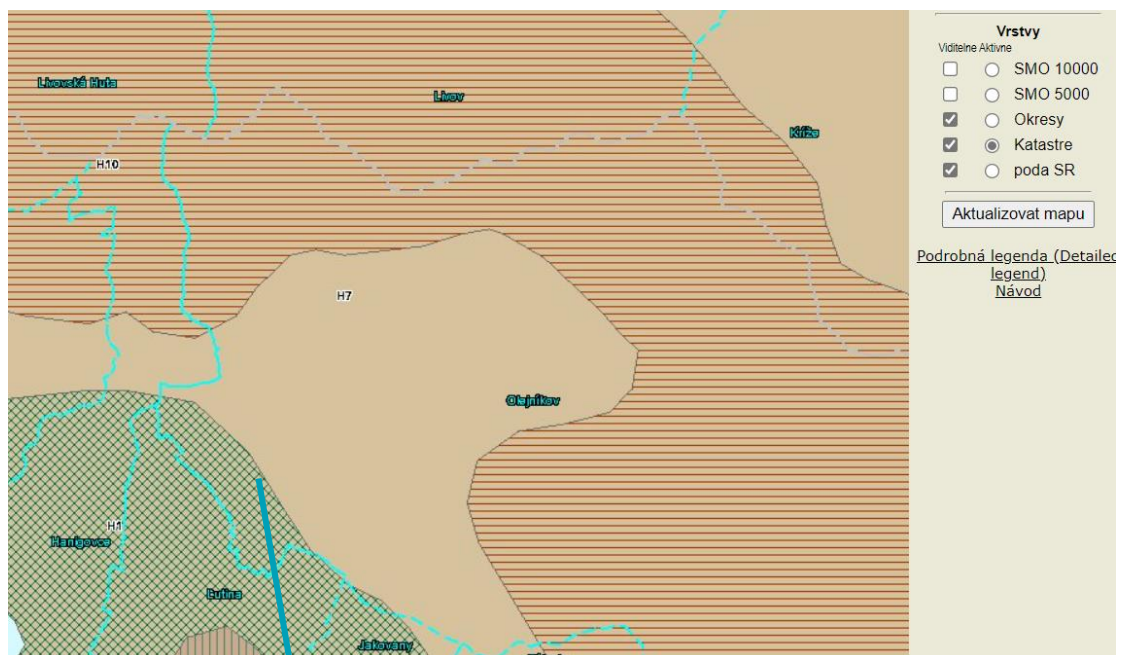 Livovská Huta
Livov
Kríže
H10
H7
Olejníkov
H1
Hanigovce
Ľutina
Jakovany
Vrstvy
Viditelne Aktivne
SMO 10000
SMO 5000
Okresy
Katastre
poda SR
Aktualizovat mapu
Podrobná legenda (Detailed
legend)
Návod